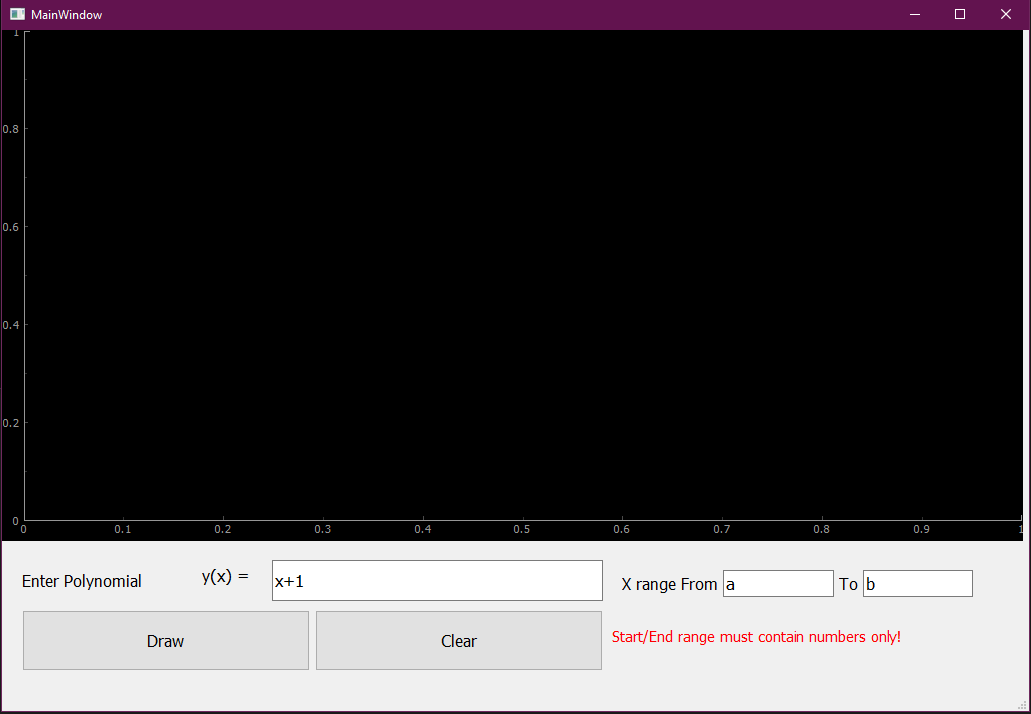 MainWindow
1
0.8
0.6
0.4
0.2
0
0 0.1 0.2 0.3 0.4 0.5 0.6 0.7 0.8 0.9 1
Enter Polynomial y(x) = x+1 X range From a To b
Draw Clear Start/End range must contain numbers only!